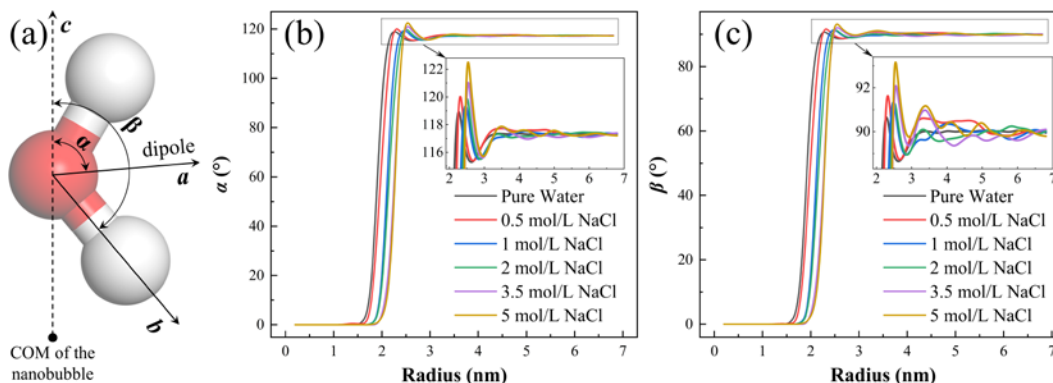 (a)
c
β
α
dipole
a
b
COM of the
nanobubble
(b)
α (°)
120
100
80
60
40
20
0
0 1 2 3 4 5 6 7
Radius (nm)
122
120
118
116
2 3 4 5 6 7
Pure Water
0.5 mol/L NaCl
1 mol/L NaCl
2 mol/L NaCl
3.5 mol/L NaCl
5 mol/L NaCl
(c)
β (°)
80
60
40
20
0
0 1 2 3 4 5 6 7
Radius (nm)
92
90
2 3 4 5 6 7
Pure Water
0.5 mol/L NaCl
1 mol/L NaCl
2 mol/L NaCl
3.5 mol/L NaCl
5 mol/L NaCl